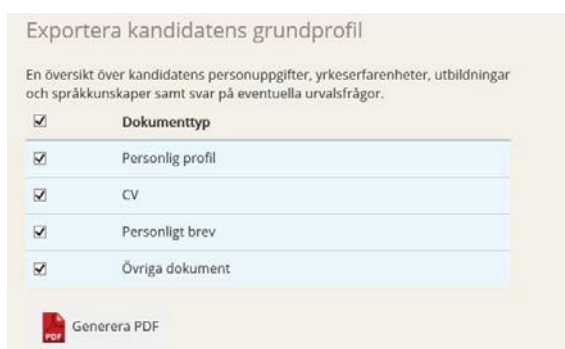 Exportera kandidatens grundprofil
En översikt över kandidatens personuppgifter, yrkeserfarenheter, utbildningar
och språkkunskaper samt svar på eventuella urvalsfrågor.
Dokumenttyp
Personlig profil
CV
Personligt brev
Övriga dokument
PDF Generera PDF